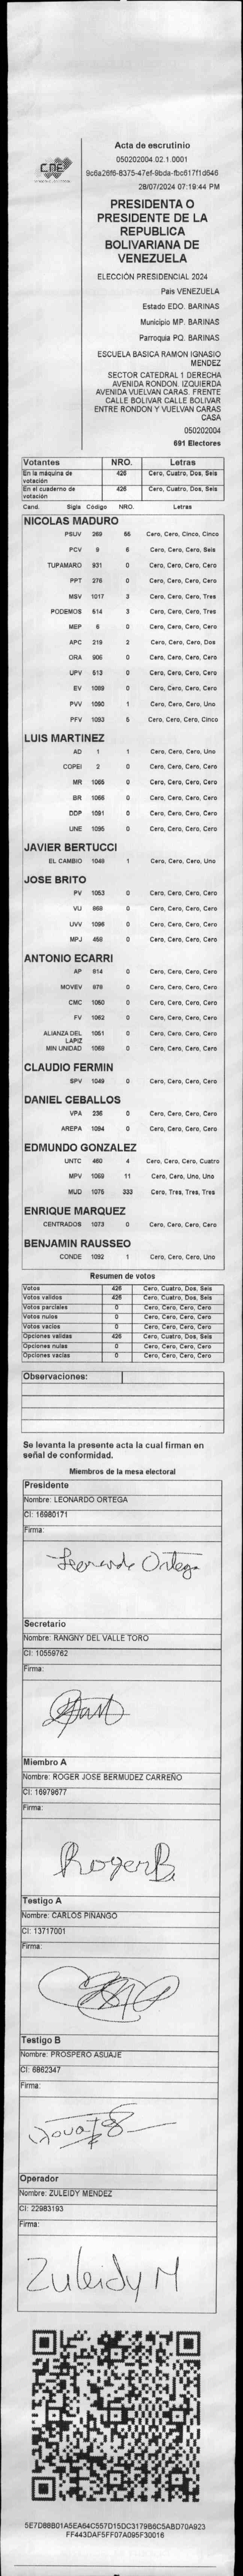 CNE
Acta de escrutinio
050202004.02.1.0001
9c6a26f6-8375-47ef-9bda-fbc617f1d646
28/07/2024 07:19:44 PM
PRESIDENTA O
PRESIDENTE DE LA
REPUBLICA
BOLIVARIANA DE
VENEZUELA
ELECCIÓN PRESIDENCIAL 2024
Pais VENEZUELA
Estado EDO. BARINAS
Municipio MP. BARINAS
Parroquia PQ. BARINAS
ESCUELA BASICA RAMON IGNASIO
MENDEZ
SECTOR CATEDRAL 1 DERECHA
AVENIDA RONDON. IZQUIERDA
AVENIDA VUELVAN CARAS. FRENTE
CALLE BOLIVAR CALLE BOLIVAR
ENTRE RONDON Y VUELVAN CARAS
CASA
050202004
691 Electores
Votantes NRO. Letras
En la máquina de votación 426 Cero, Cuatro, Dos, Seis
En el cuaderno de votación 426 Cero, Cuatro, Dos, Seis
Cand. Sigla Código NRO. Letras
NICOLAS MADURO
PSUV 269 55 Cero, Cero, Cinco, Cinco
PCV 9 6 Cero, Cero, Cero, Seis
TUPAMARO 931 0 Cero, Cero, Cero, Cero
PPT 276 0 Cero, Cero, Cero, Cero
MSV 1017 3 Cero, Cero, Cero, Tres
PODEMOS 514 3 Cero, Cero, Cero, Tres
MEP 6 0 Cero, Cero, Cero, Cero
APC 219 2 Cero, Cero, Cero, Dos
ORA 906 0 Cero, Cero, Cero, Cero
UPV 513 0 Cero, Cero, Cero, Cero
EV 1089 0 Cero, Cero, Cero, Cero
PVV 1090 1 Cero, Cero, Cero, Uno
PFV 1093 5 Cero, Cero, Cero, Cinco
LUIS MARTINEZ
AD 1 1 Cero, Cero, Cero, Uno
COPEI 2 0 Cero, Cero, Cero, Cero
MR 1065 0 Cero, Cero, Cero, Cero
BR 1066 0 Cero, Cero, Cero, Cero
DDP 1091 0 Cero, Cero, Cero, Cero
UNE 1095 0 Cero, Cero, Cero, Cero
JAVIER BERTUCCI
EL CAMBIO 1049 1 Cero, Cero, Cero, Uno
JOSE BRITO
PV 1053 0 Cero, Cero, Cero, Cero
VU 869 0 Cero, Cero, Cero, Cero
UVV 1096 0 Cero, Cero, Cero, Cero
MPJ 459 0 Cero, Cero, Cero, Cero
ANTONIO ECARRI
AP 814 0 Cero, Cero, Cero, Cero
MOVEV 878 0 Cero, Cero, Cero, Cero
CMC 1050 0 Cero, Cero, Cero, Cero
FV 1062 0 Cero, Cero, Cero, Cero
ALIANZA DEL LAPIZ 1051 0 Cero, Cero, Cero, Cero
MIN UNIDAD 1069 0 Cero, Cero, Cero, Cero
CLAUDIO FERMIN
SPV 1049 0 Cero, Cero, Cero, Cero
DANIEL CEBALLOS
VPA 236 0 Cero, Cero, Cero, Cero
AREPA 1094 0 Cero, Cero, Cero, Cero
EDMUNDO GONZALEZ
UNTC 460 4 Cero, Cero, Cero, Cuatro
MPV 1059 11 Cero, Cero, Uno, Uno
MUD 1075 333 Cero, Tres, Tres, Tres
ENRIQUE MARQUEZ
CENTRADOS 1073 0 Cero, Cero, Cero, Cero
BENJAMIN RAUSSEO
CONDE 1092 1 Cero, Cero, Cero, Uno
Resumen de votos
Votos 426 Cero, Cuatro, Dos, Seis
Votos validos 426 Cero, Cuatro, Dos, Seis
Votos parciales 0 Cero, Cero, Cero, Cero
Votos nulos 0 Cero, Cero, Cero, Cero
Votos vacios 0 Cero, Cero, Cero, Cero
Opciones validas 426 Cero, Cuatro, Dos, Seis
Opciones nulas 0 Cero, Cero, Cero, Cero
Opciones vacias 0 Cero, Cero, Cero, Cero
Observaciones:
Se levanta la presente acta la cual firman en
señal de conformidad.
Miembros de la mesa electoral
Presidente
Nombre: LEONARDO ORTEGA
CI: 16980171
Firma:
Leonardo Ortega
Secretario
Nombre: RANGNY DEL VALLE TORO
CI: 10559762
Firma:
Miembro A
Nombre: ROGER JOSE BERMUDEZ CARREÑO
CI: 16979677
Firma:
RogerB
Testigo A
Nombre: CARLOS PINANGO
CI: 13717001
Firma:
Testigo B
Nombre: PROSPERO ASUAJE
CI: 6862347
Firma:
Operador
Nombre: ZULEIDY MENDEZ
CI: 22983193
Firma:
Zuleidy M
5E7D88B01A5EA64C557D15DC3179B6C5ABD70A923
FF443DAF5FF07A095F30016